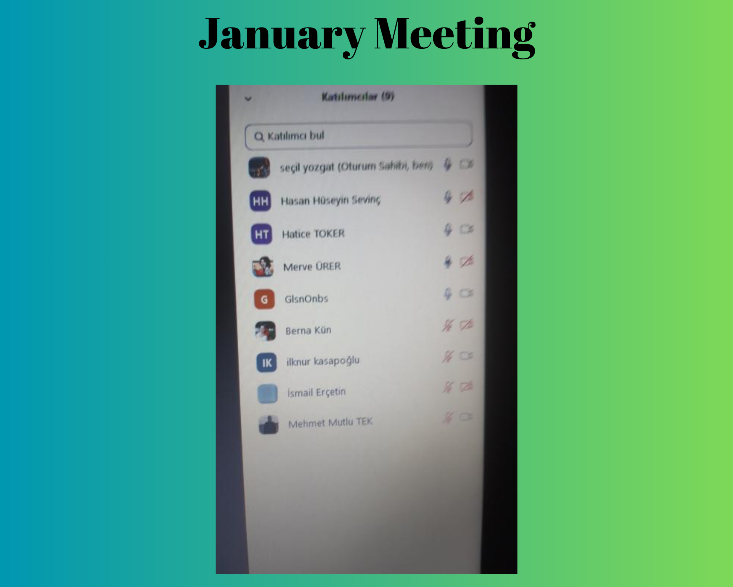 January Meeting
Katılımcılar (9)
Katılımcı bul
seçil yozgat (Oturum Sahibi, ben)
HH Hasan Hüseyin Sevinç
HT Hatice TOKER
Merve ÜRER
G GlsnOnbs
Berna Kün
IK ilknur kasapoğlu
İsmail Erçetin
Mehmet Mutlu TEK